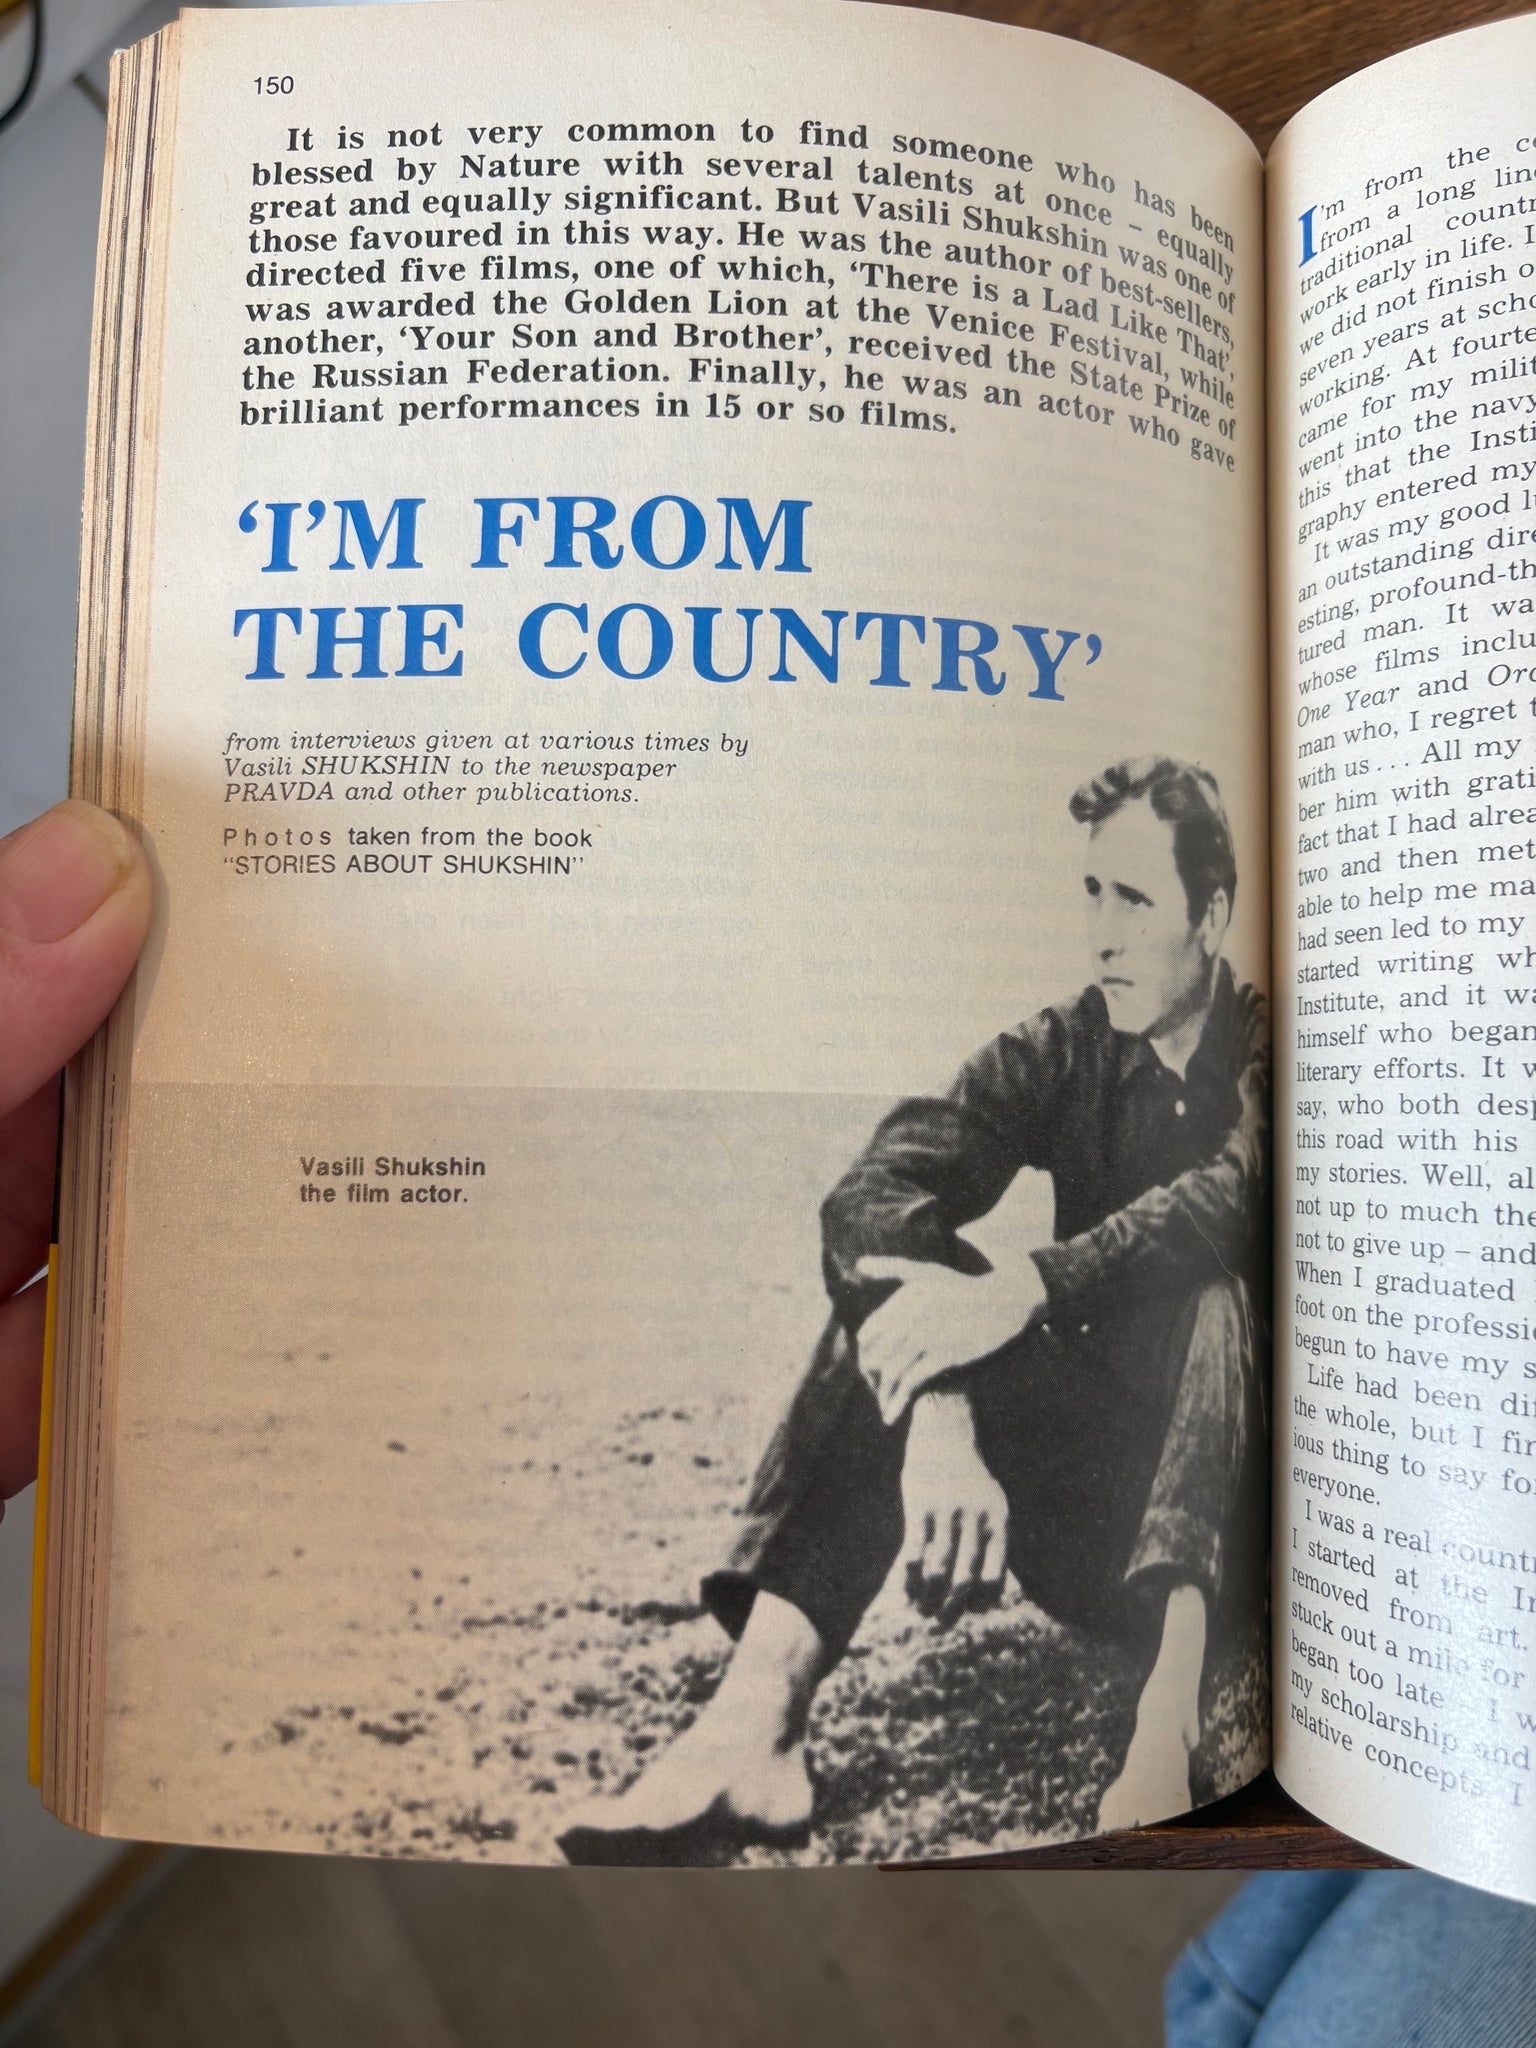 150
It is not very common to find someone who has been
blessed by Nature with several talents at once – equally
great and equally significant. But Vasili Shukshin was one of
those favoured in this way. He was the author of best-sellers,
directed five films, one of which, ‘There is a Lad Like That’,
was awarded the Golden Lion at the Venice Festival, while
another, ‘Your Son and Brother’, received the State Prize of
the Russian Federation. Finally, he was an actor who gave
brilliant performances in 15 or so films.
‘I’M FROM
THE COUNTRY’
from interviews given at various times by
Vasili SHUKSHIN to the newspaper
PRAVDA and other publications.
Photos taken from the book
“STORIES ABOUT SHUKSHIN”
Vasili Shukshin
the film actor.
I’m from the
from a long
traditional
work early in life.
we did not finish
seven years at
working. At
came for my
went into the navy
this that the
graphy entered my
It was my good
an outstanding
esting,
tured man. It
whose films
One Year and
man who, I regret
with us . . . All my
ber him with
fact that I had
two and then met
able to help me
had seen led to my
started writing
Institute, and it
himself who began
literary efforts. It
say, who both
this road with his
my stories. Well,
not up to much
not to give up – and
When I graduated
foot on the
begun to have my
Life had been
the whole, but I
ious thing to say
everyone.
I was a real
I started at the
removed from art.
stuck out a mile for
began too late – I
my scholarship and
relative concepts. I